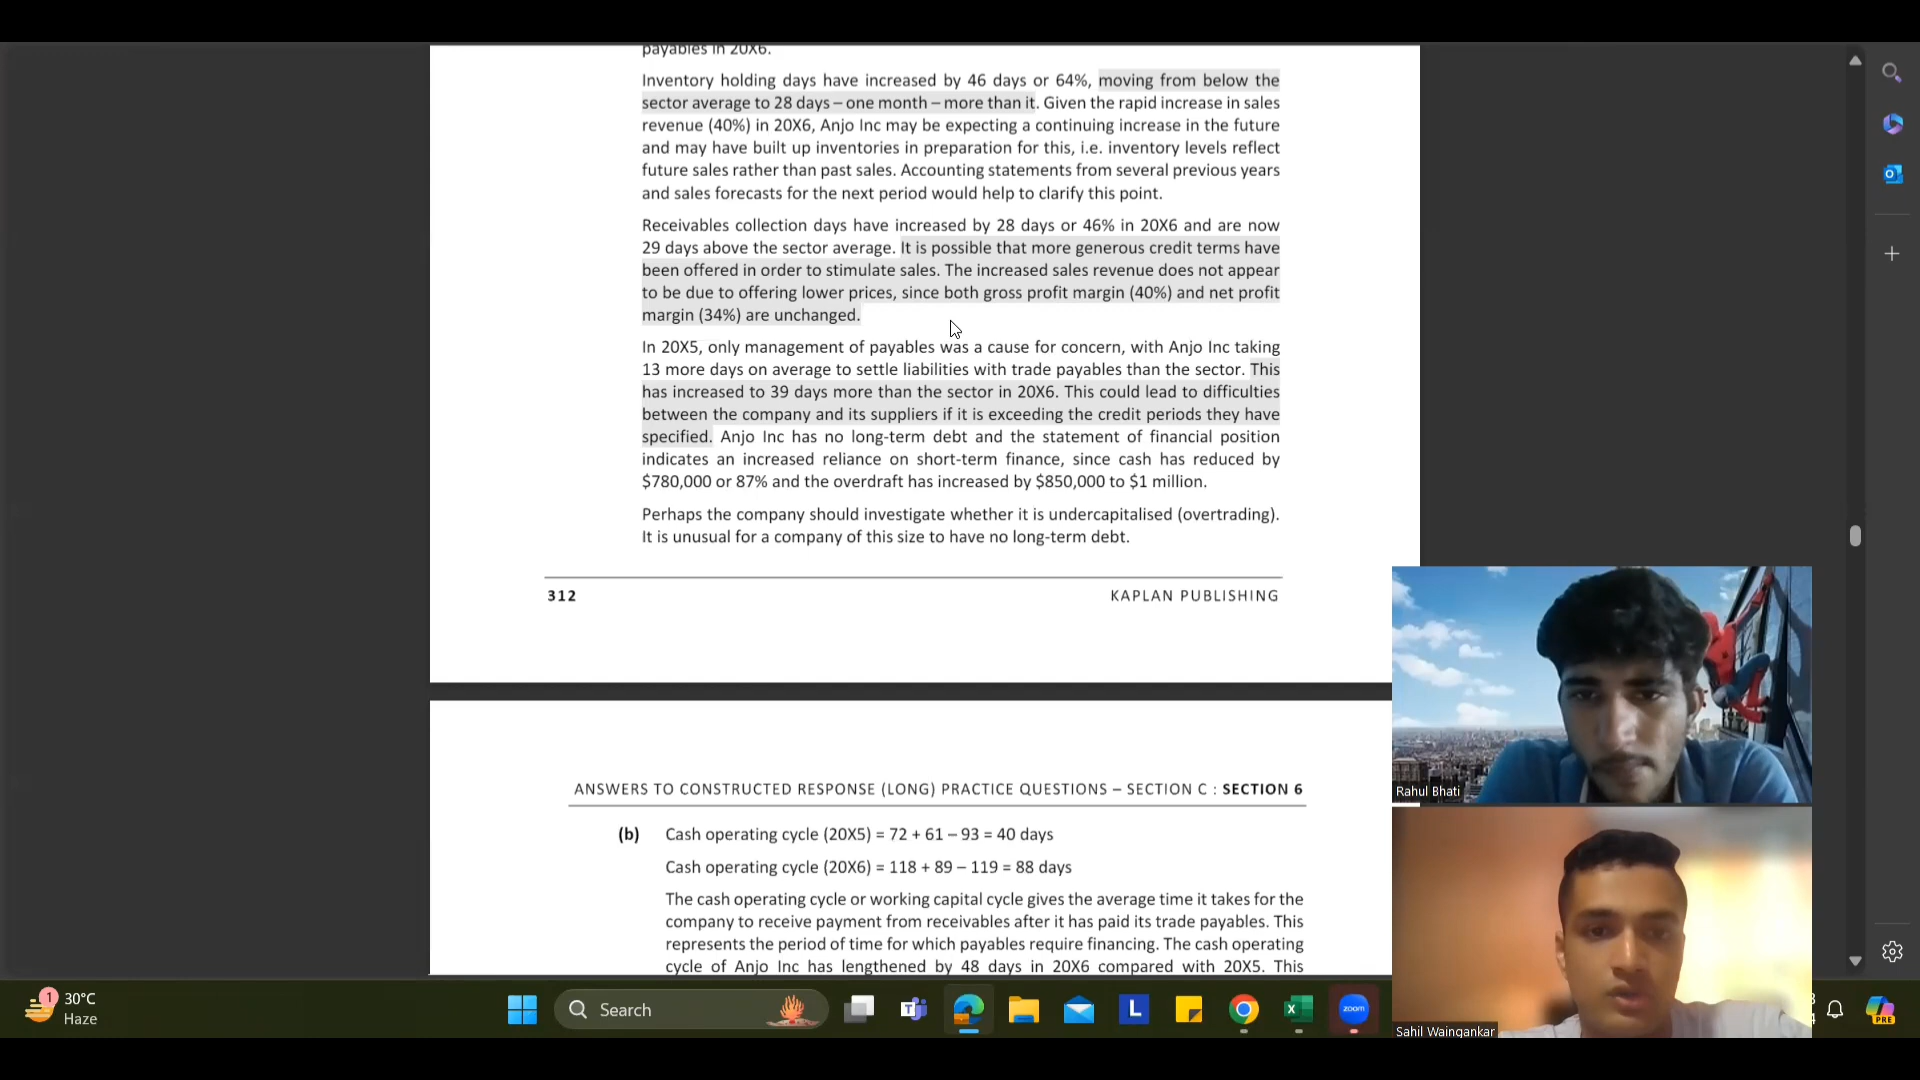 payables in 20X6.
Inventory holding days have increased by 46 days or 64%, moving from below the
sector average to 28 days – one month – more than it. Given the rapid increase in sales
revenue (40%) in 20X6, Anjo Inc may be expecting a continuing increase in the future
and may have built up inventories in preparation for this, i.e. inventory levels reflect
future sales rather than past sales. Accounting statements from several previous years
and sales forecasts for the next period would help to clarify this point.
Receivables collection days have increased by 28 days or 46% in 20X6 and are now
29 days above the sector average. It is possible that more generous credit terms have
been offered in order to stimulate sales. The increased sales revenue does not appear
to be due to offering lower prices, since both gross profit margin (40%) and net profit
margin (34%) are unchanged.
In 20X5, only management of payables was a cause for concern, with Anjo Inc taking
13 more days on average to settle liabilities with trade payables than the sector. This
has increased to 39 days more than the sector in 20X6. This could lead to difficulties
between the company and its suppliers if it is exceeding the credit periods they have
specified. Anjo Inc has no long-term debt and the statement of financial position
indicates an increased reliance on short-term finance, since cash has reduced by
$780,000 or 87% and the overdraft has increased by $850,000 to $1 million.
Perhaps the company should investigate whether it is undercapitalised (overtrading).
It is unusual for a company of this size to have no long-term debt.
312
KAPLAN PUBLISHING
ANSWERS TO CONSTRUCTED RESPONSE (LONG) PRACTICE QUESTIONS – SECTION C : SECTION 6
(b) Cash operating cycle (20X5) = 72 + 61 – 93 = 40 days
Cash operating cycle (20X6) = 118 + 89 – 119 = 88 days
The cash operating cycle or working capital cycle gives the average time it takes for the
company to receive payment from receivables after it has paid its trade payables. This
represents the period of time for which payables require financing. The cash operating
cycle of Anjo Inc has lengthened by 48 days in 20X6 compared with 20X5. This
Rahul Bhati
Sahil Waingankar
1
30°C
Haze
Search
L
zoom
PRE